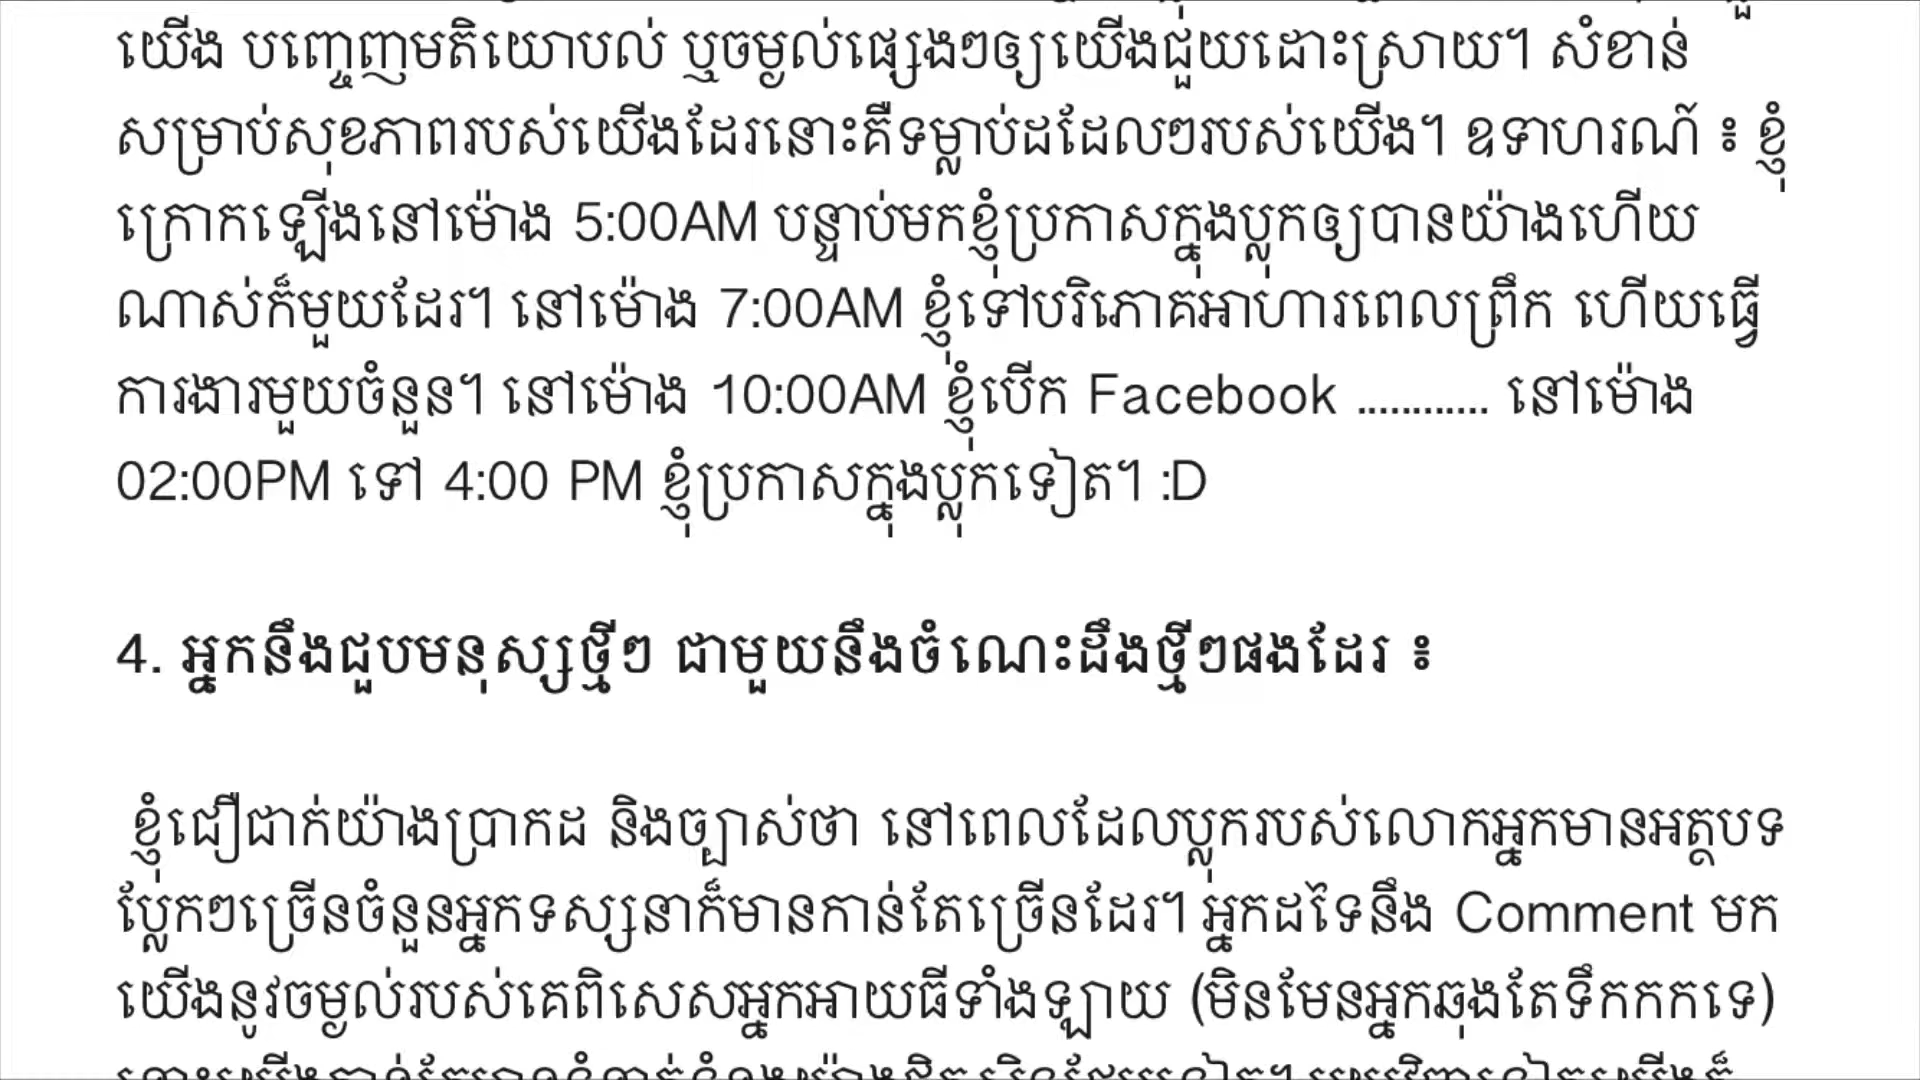 យើង បញ្ចេញមតិយោបល់ ឬចម្ងល់ផ្សេងៗឲ្យយើងជួយដោះស្រាយ។ សំខាន់
សម្រាប់សុខភាពរបស់យើងដែរនោះគឺទម្លាប់ដដែលៗរបស់យើង។ ឧទាហរណ៍ ៖ ខ្ញុំ
ក្រោកឡើងនៅម៉ោង 5:00AM បន្ទាប់មកខ្ញុំប្រកាសក្នុងប្លុកឲ្យបានយ៉ាងហើយ
ណាស់ក៏មួយដែរ។ នៅម៉ោង 7:00AM ខ្ញុំទៅបរិភោគអាហារពេលព្រឹក ហើយធ្វើ
ការងារមួយចំនួន។ នៅម៉ោង 10:00AM ខ្ញុំបើក Facebook ............ នៅម៉ោង
02:00PM ទៅ 4:00 PM ខ្ញុំប្រកាសក្នុងប្លុកទៀត។ :D
4. អ្នកនឹងជួបមនុស្សថ្មីៗ ជាមួយនឹងចំណេះដឹងថ្មីៗផងដែរ ៖
ខ្ញុំជឿជាក់យ៉ាងប្រាកដ និងច្បាស់ថា នៅពេលដែលប្លុករបស់លោកអ្នកមានអត្ថបទ
ប្លែកៗច្រើនចំនួនអ្នកទស្សនាក៏មានកាន់តែច្រើនដែរ។ អ្នកដទៃនឹង Comment មក
យើងនូវចម្ងល់របស់គេពិសេសអ្នកអាយធីទាំងឡាយ (មិនមែនអ្នកឆុងតែទឹកកកទេ)